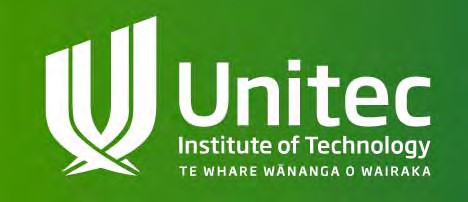 Unitec
Institute of Technology
TE WHARE WĀNANGA O WAIRAKA